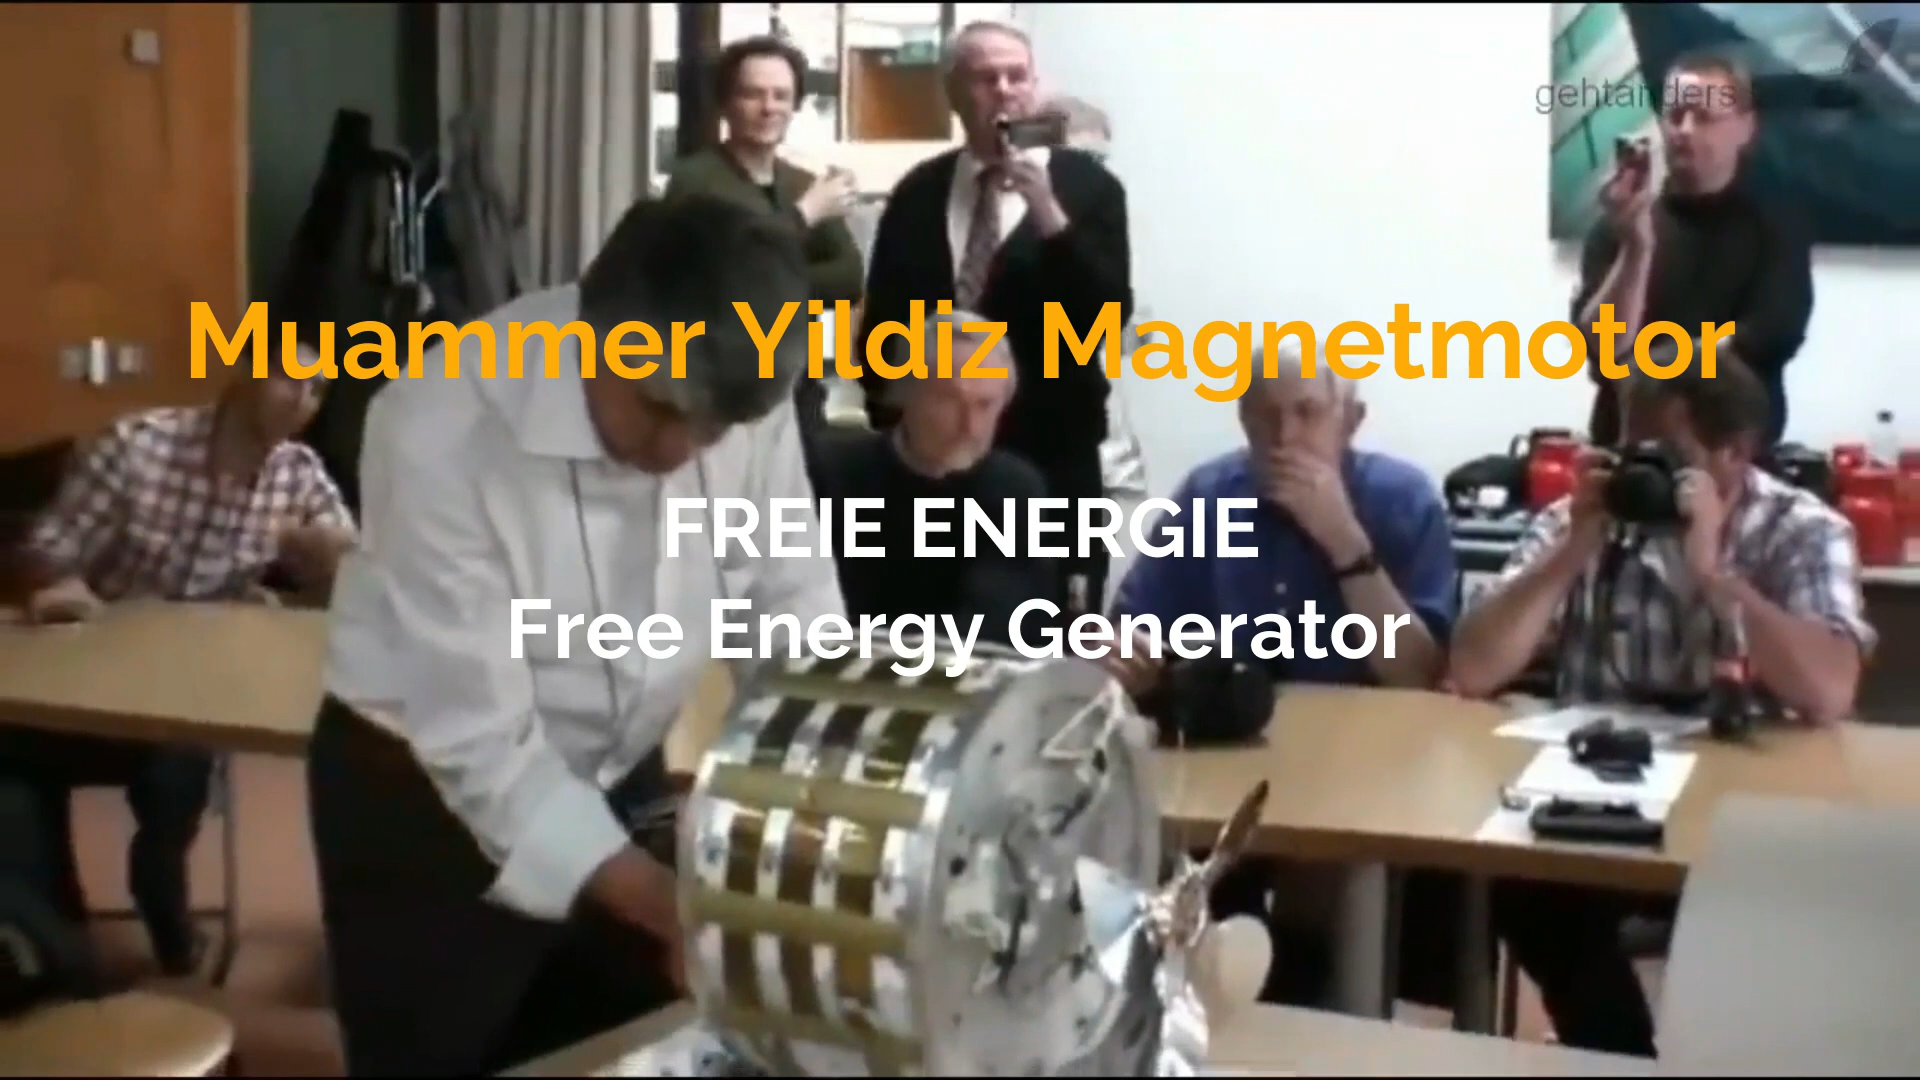 gehtanders
Muammer Yildiz Magnetmotor
FREIE ENERGIE
Free Energy Generator